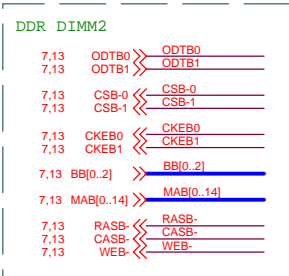 DDR DIMM2
7,13 ODTB0 ODTB0
7,13 ODTB1 ODTB1
7,13 CSB-0 CSB-0
7,13 CSB-1 CSB-1
7,13 CKEB0 CKEB0
7,13 CKEB1 CKEB1
7,13 BB[0..2] BB[0..2]
7,13 MAB[0..14] MAB[0..14]
7,13 RASB- RASB-
7,13 CASB- CASB-
7,13 WEB- WEB-